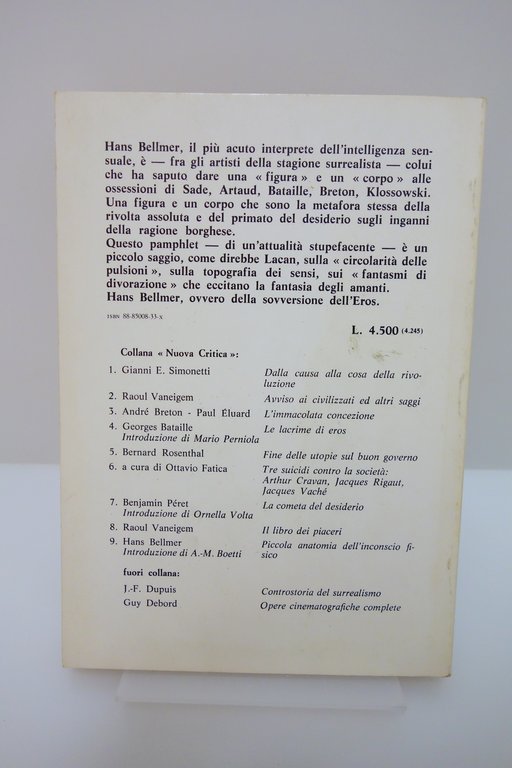 Hans Bellmer, il più acuto interprete dell'intelligenza sen-
suale, è — fra gli artisti della stagione surrealista — colui
che ha saputo dare una « figura » e un « corpo » alle
ossessioni di Sade, Artaud, Bataille, Breton, Klossowski.
Una figura e un corpo che sono la metafora stessa della
rivolta assoluta e del primato del desiderio sugli inganni
della ragione borghese.
Questo pamphlet — di un'attualità stupefacente — è un
piccolo saggio, come direbbe Lacan, sulla « circolarità delle
pulsioni », sulla topografia dei sensi, sui « fantasmi di
divorazione » che eccitano la fantasia degli amanti.
Hans Bellmer, ovvero della sovversione dell'Eros.
ISBN 88-85008-33-x
L. 4.500 (4.245)
Collana « Nuova Critica »:
1. Gianni E. Simonetti Dalla causa alla cosa della rivo-
luzione
2. Raoul Vaneigem Avviso ai civilizzati ed altri saggi
3. André Breton - Paul Éluard L'immacolata concezione
4. Georges Bataille Le lacrime di eros
Introduzione di Mario Perniola
5. Bernard Rosenthal Fine delle utopie sul buon governo
6. a cura di Ottavio Fatica Tre suicidi contro la società:
Arthur Cravan, Jacques Rigaut,
Jacques Vaché
7. Benjamin Péret La cometa del desiderio
Introduzione di Ornella Volta
8. Raoul Vaneigem Il libro dei piaceri
9. Hans Bellmer Piccola anatomia dell'inconscio fi-
Introduzione di A.-M. Boetti sico
fuori collana:
J.-F. Dupuis Controstoria del surrealismo
Guy Debord Opere cinematografiche complete